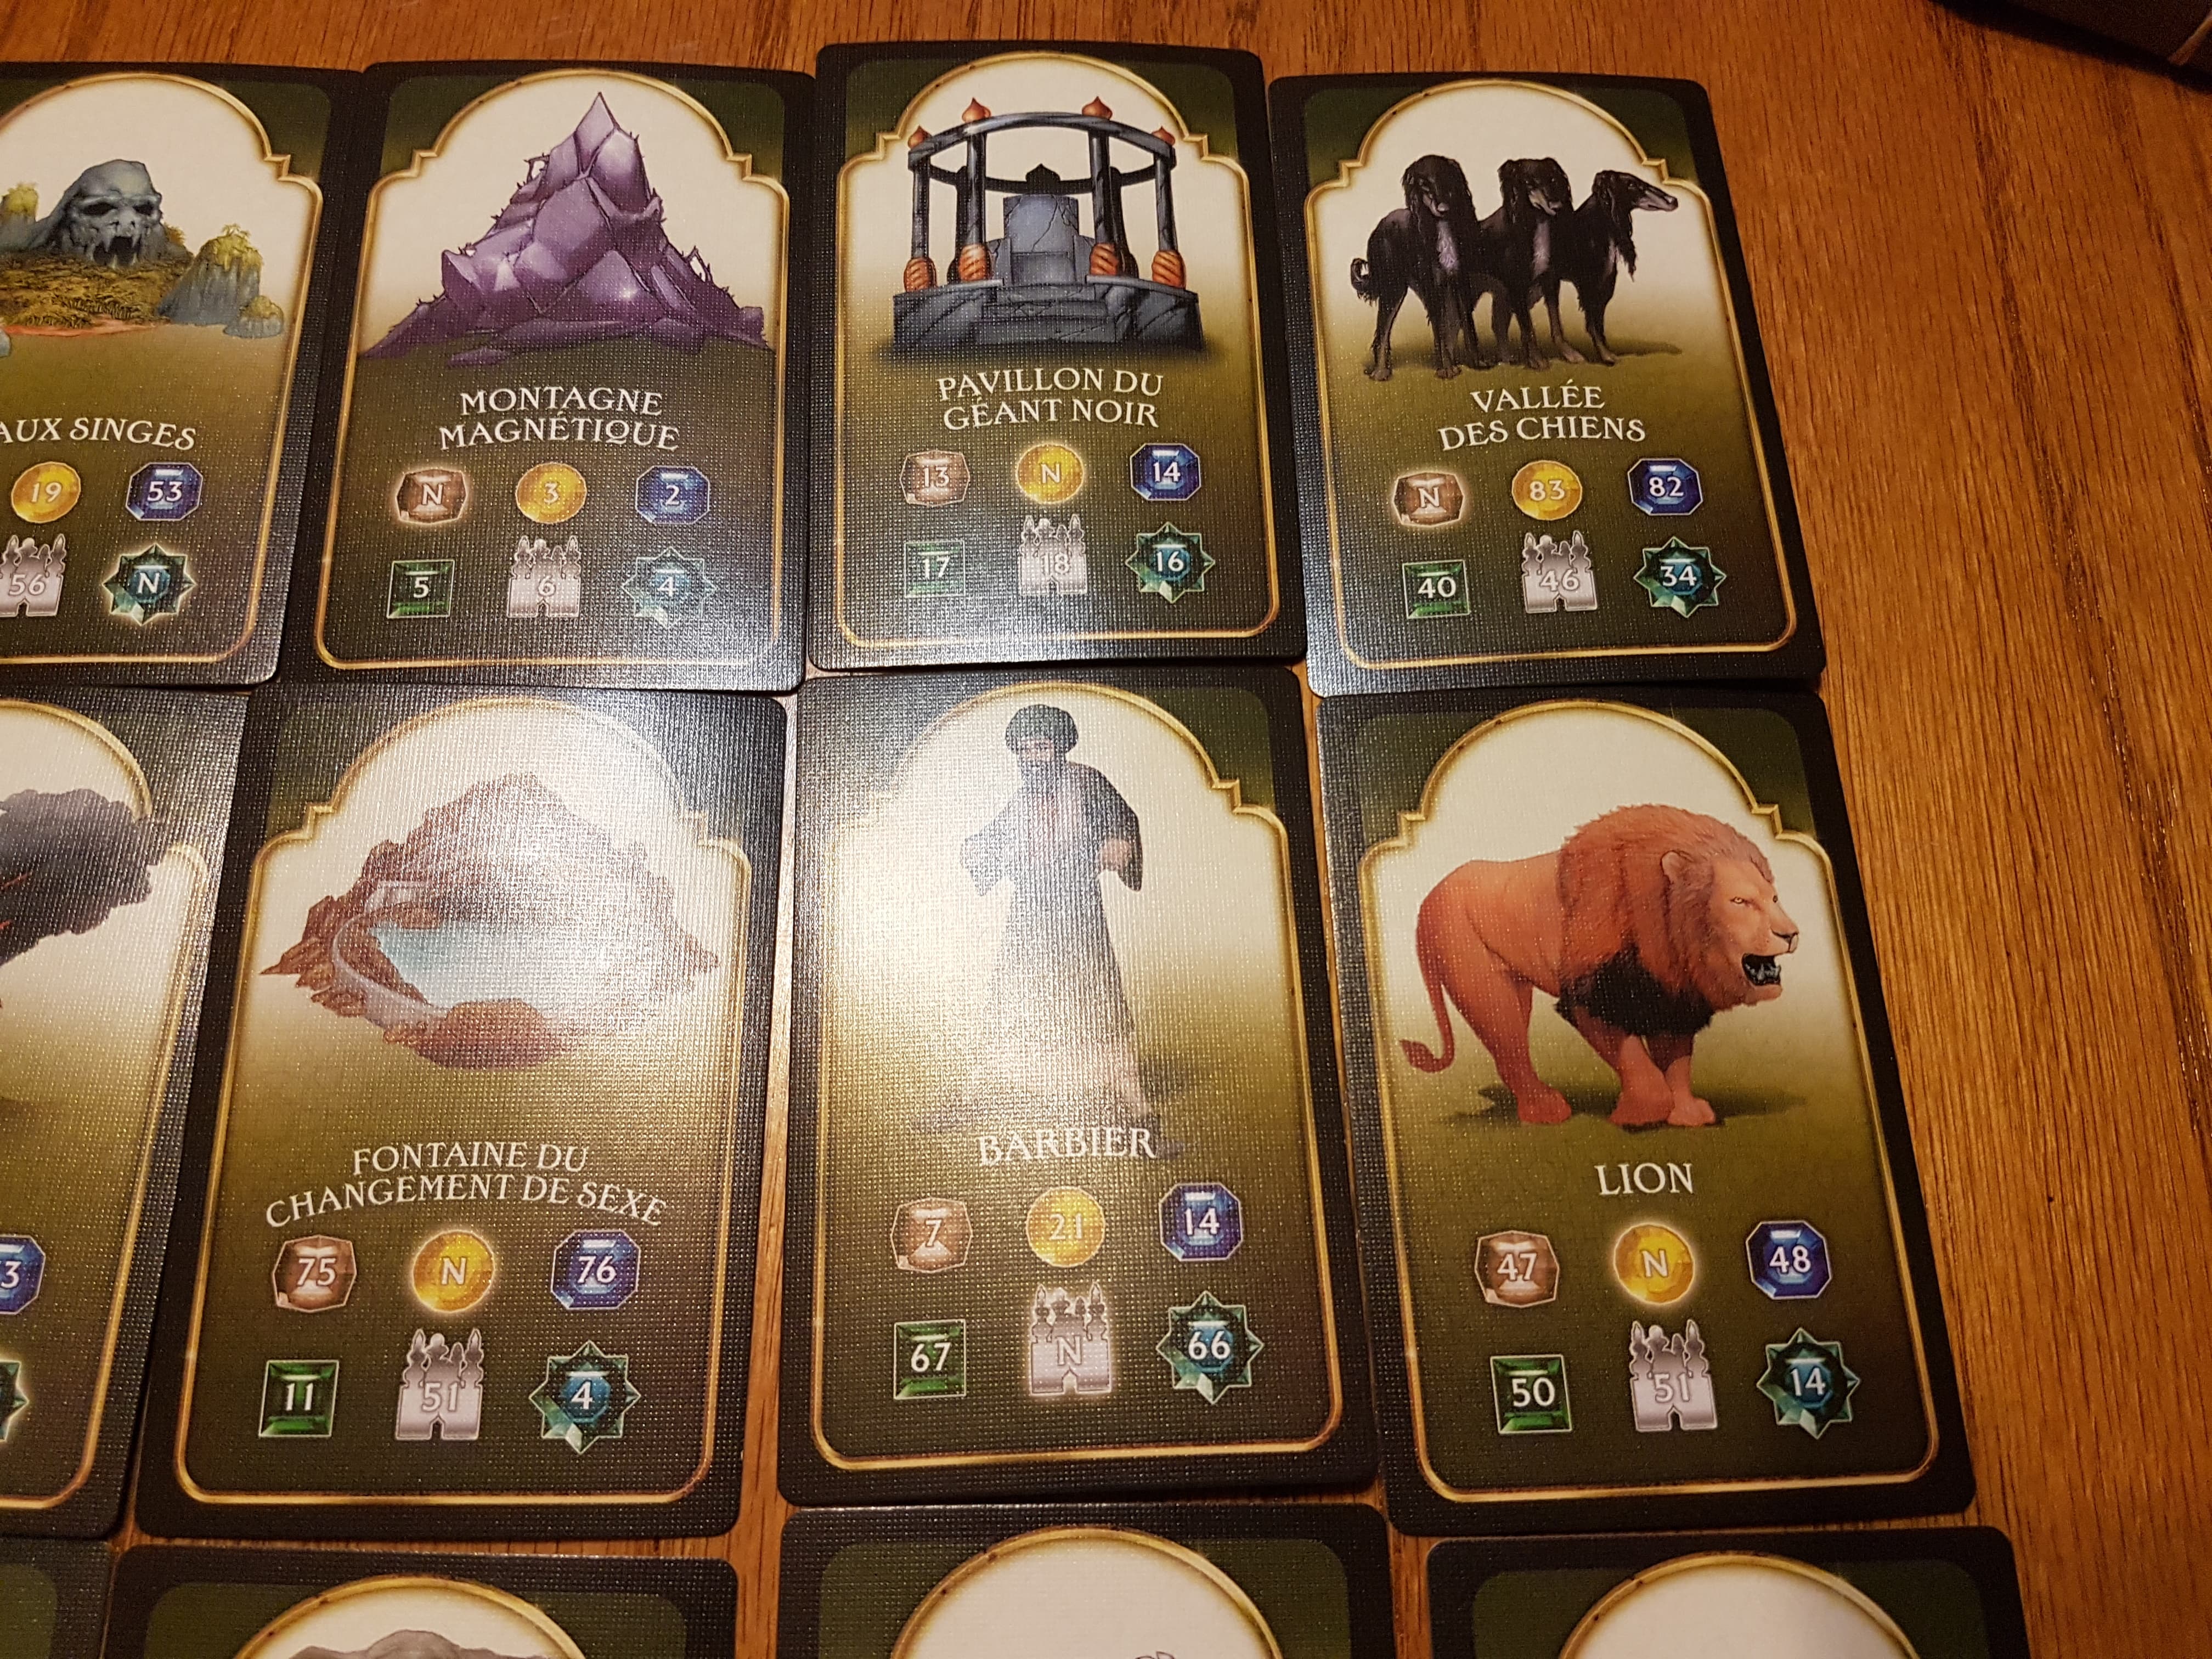 AUX SINGES
19 53
56 N
MONTAGNE
MAGNÉTIQUE
N 3 2
5 6 4
PAVILLON DU
GÉANT NOIR
13 N 14
17 18 16
VALLÉE
DES CHIENS
N 83 82
40 46 34
3
FONTAINE DU
CHANGEMENT DE SEXE
75 N 76
11 51 4
BARBIER
7 21 14
67 N 66
LION
47 N 48
50 51 14